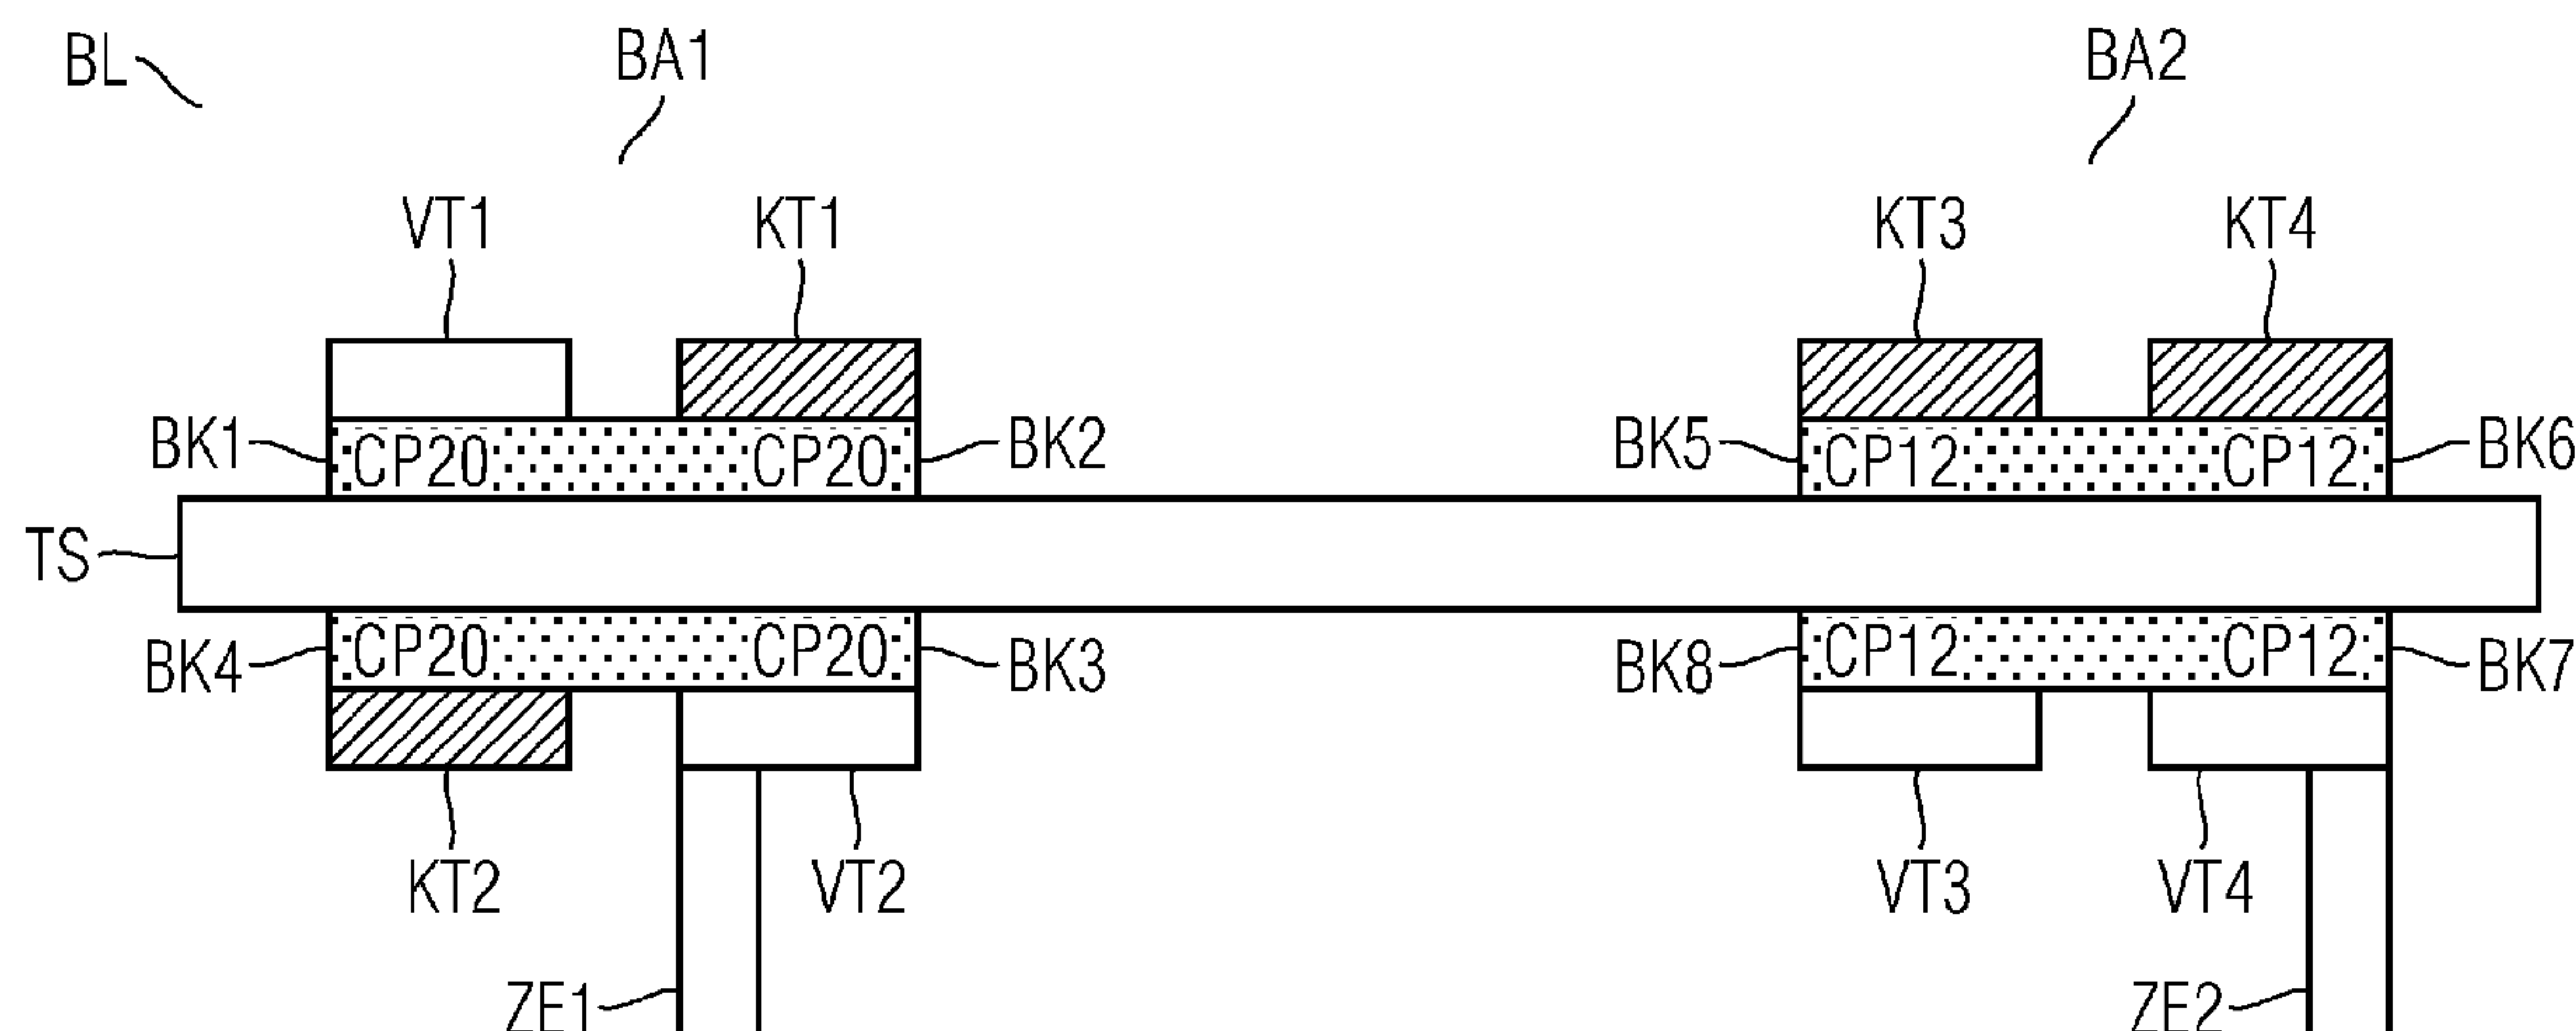 BL BA1 BA2
VT1 KT1 KT3 KT4
BK1 CP20 CP20 BK2 BK5 CP12 CP12 BK6
TS
BK4 CP20 CP20 BK3 BK8 CP12 CP12 BK7
KT2 VT2 VT3 VT4
ZE1 ZE2